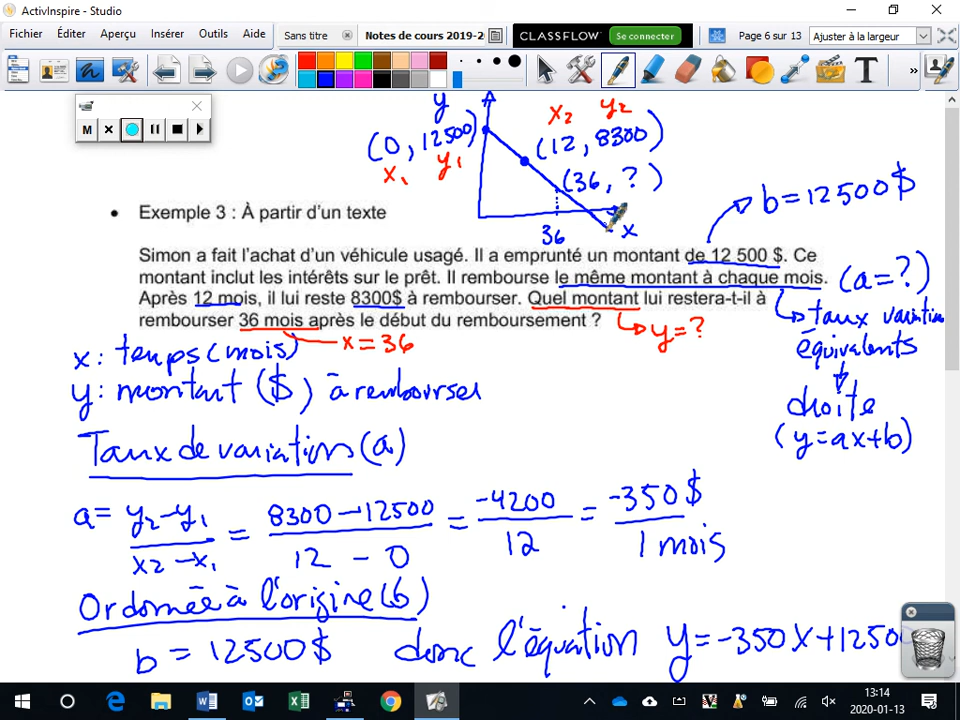 ActivInspire - Studio
Fichier Éditer Aperçu Insérer Outils Aide
Sans titre
Notes de cours 2019-2
CLASSFLOW Se connecter
Page 6 sur 13
Ajuster à la largeur
T
»
M
y
(0, 12500)
x₁ y₁
x₂ y₂
(12, 8300)
(36, ?)
36
x
b = 12500 $
• Exemple 3 : À partir d'un texte
Simon a fait l'achat d'un véhicule usagé. Il a emprunté un montant de 12 500 $. Ce
montant inclut les intérêts sur le prêt. Il rembourse le même montant à chaque mois.
Après 12 mois, il lui reste 8300$ à rembourser. Quel montant lui restera-t-il à
rembourser 36 mois après le début du remboursement ?
(a=?)
taux variation
équivalents
droite
(y=ax+b)
x = 36
y = ?
x: temps (mois)
y: montant ($) à rembourser
Taux de variation (a)
a = y₂-y₁ / x₂-x₁ = 8300-12500 / 12 - 0 = -4200 / 12 = -350$ / 1 mois
Ordonnée à l'origine (b)
b = 12500 $ donc l'équation y = -350x+1250
13:14
2020-01-13